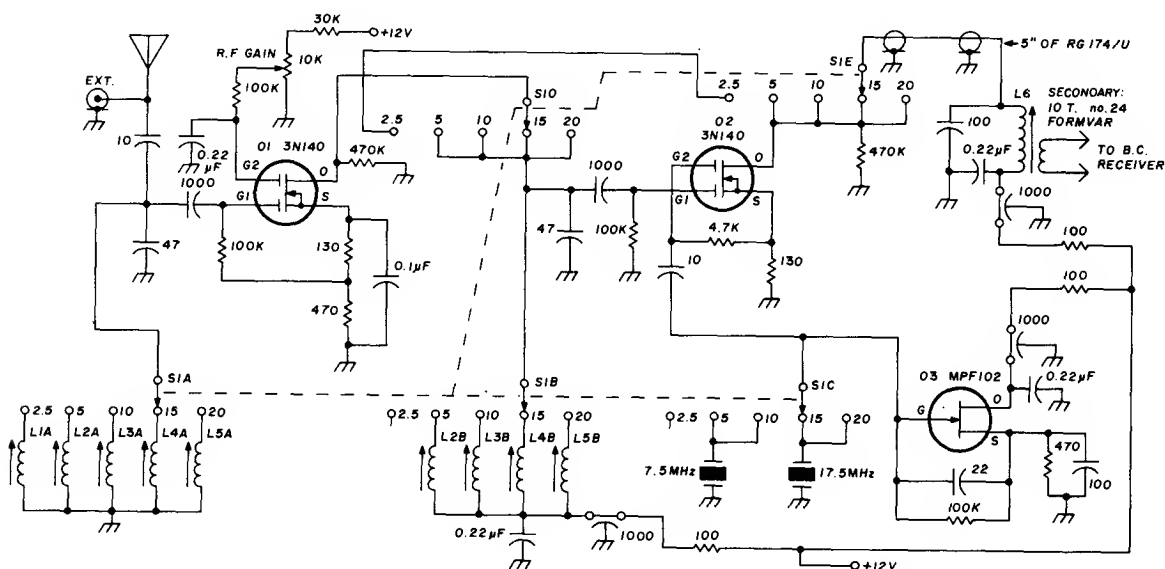 30K
+12V
R.F GAIN
10K
EXT.
100K
10
0.22
µF
O1 3N140
G2
O
G1
S
1000
47
100K
130
470
0.1µF
470K
S1O
2.5
5
10
15
20
2.5
5
10
15
20
S1E
5" OF RG 174/U
O2
3N140
G2
O
G1
S
1000
47
100K
4.7K
10
130
470K
100
0.22µF
L6
SECONDARY:
10 T. no.24
FORMVAR
TO B.C.
RECEIVER
1000
100
100
1000
0.22µF
O3 MPF102
G
O
S
22
100K
470
100
S1A
2.5
5
10
15
20
L1A
L2A
L3A
L4A
L5A
S1B
2.5
5
10
15
20
L2B
L3B
L4B
L5B
0.22µF
1000
100
+12V
S1C
2.5
5
10
15
20
7.5MHz
17.5MHz